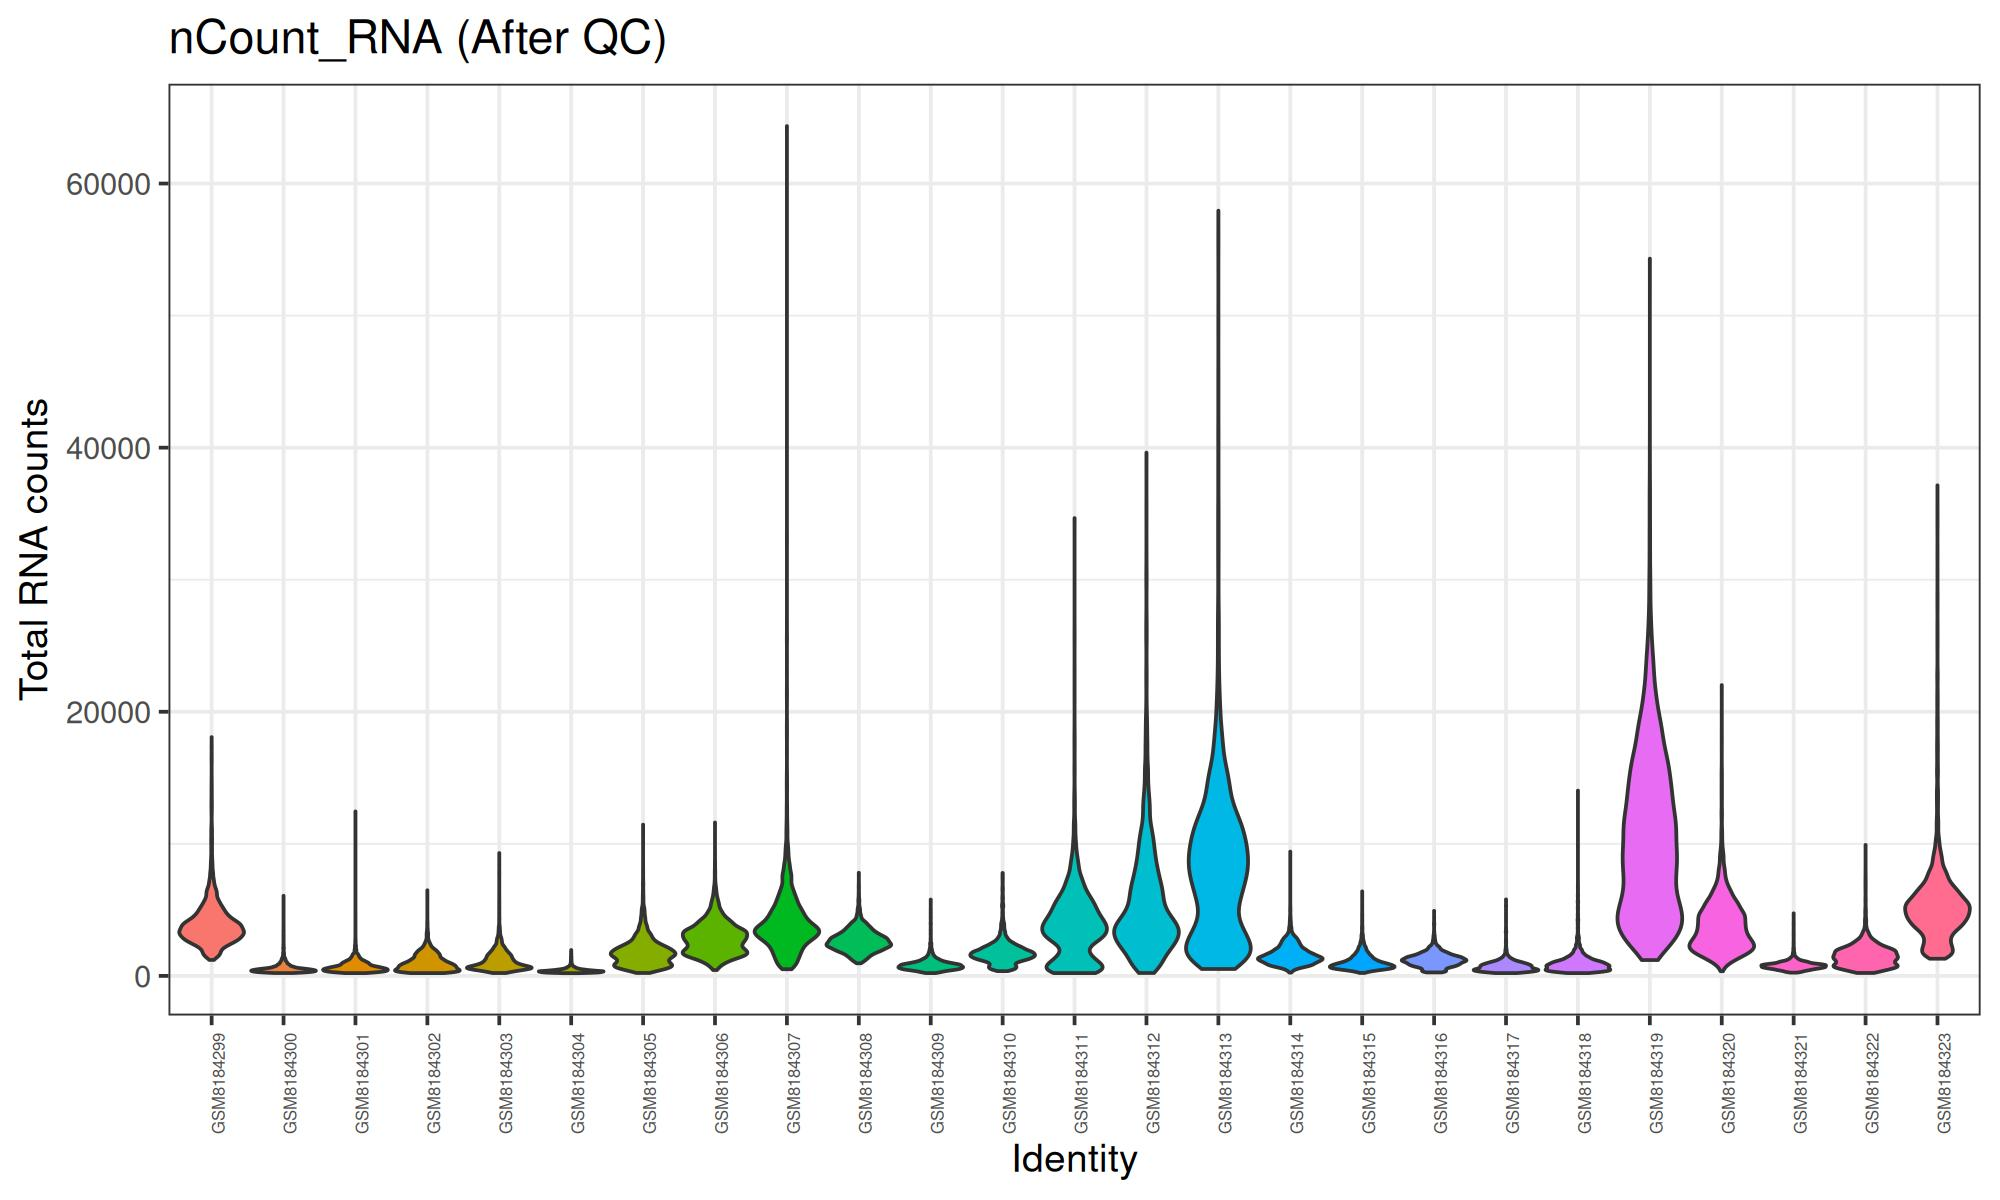 nCount_RNA (After QC)
Total RNA counts
60000
40000
20000
0
GSM8184299
GSM8184300
GSM8184301
GSM8184302
GSM8184303
GSM8184304
GSM8184305
GSM8184306
GSM8184307
GSM8184308
GSM8184309
GSM8184310
GSM8184311
GSM8184312
GSM8184313
GSM8184314
GSM8184315
GSM8184316
GSM8184317
GSM8184318
GSM8184319
GSM8184320
GSM8184321
GSM8184322
GSM8184323
Identity